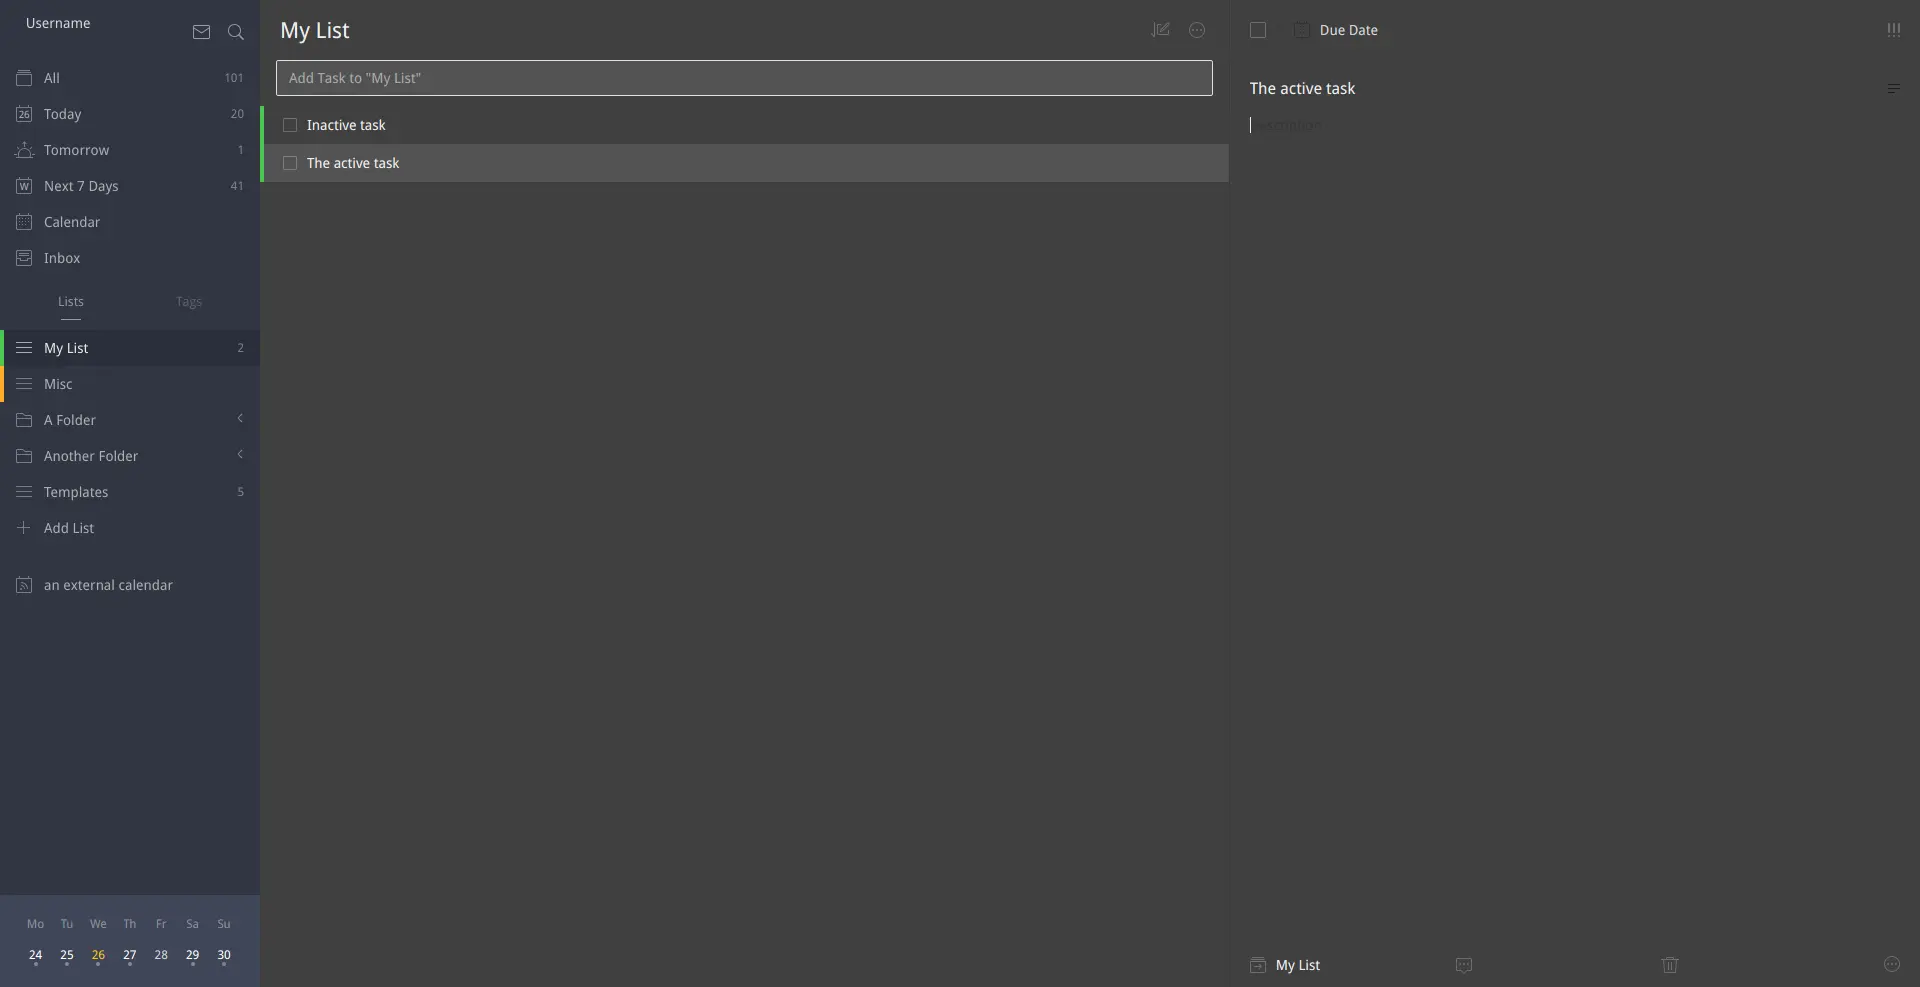 Username
All 101
26 Today 20
Tomorrow 1
W Next 7 Days 41
Calendar
Inbox
Lists Tags
My List 2
Misc
A Folder
Another Folder
Templates 5
Add List
an external calendar
Mo Tu We Th Fr Sa Su
24 25 26 27 28 29 30
My List
Add Task to "My List"
Inactive task
The active task
Due Date
The active task
My List